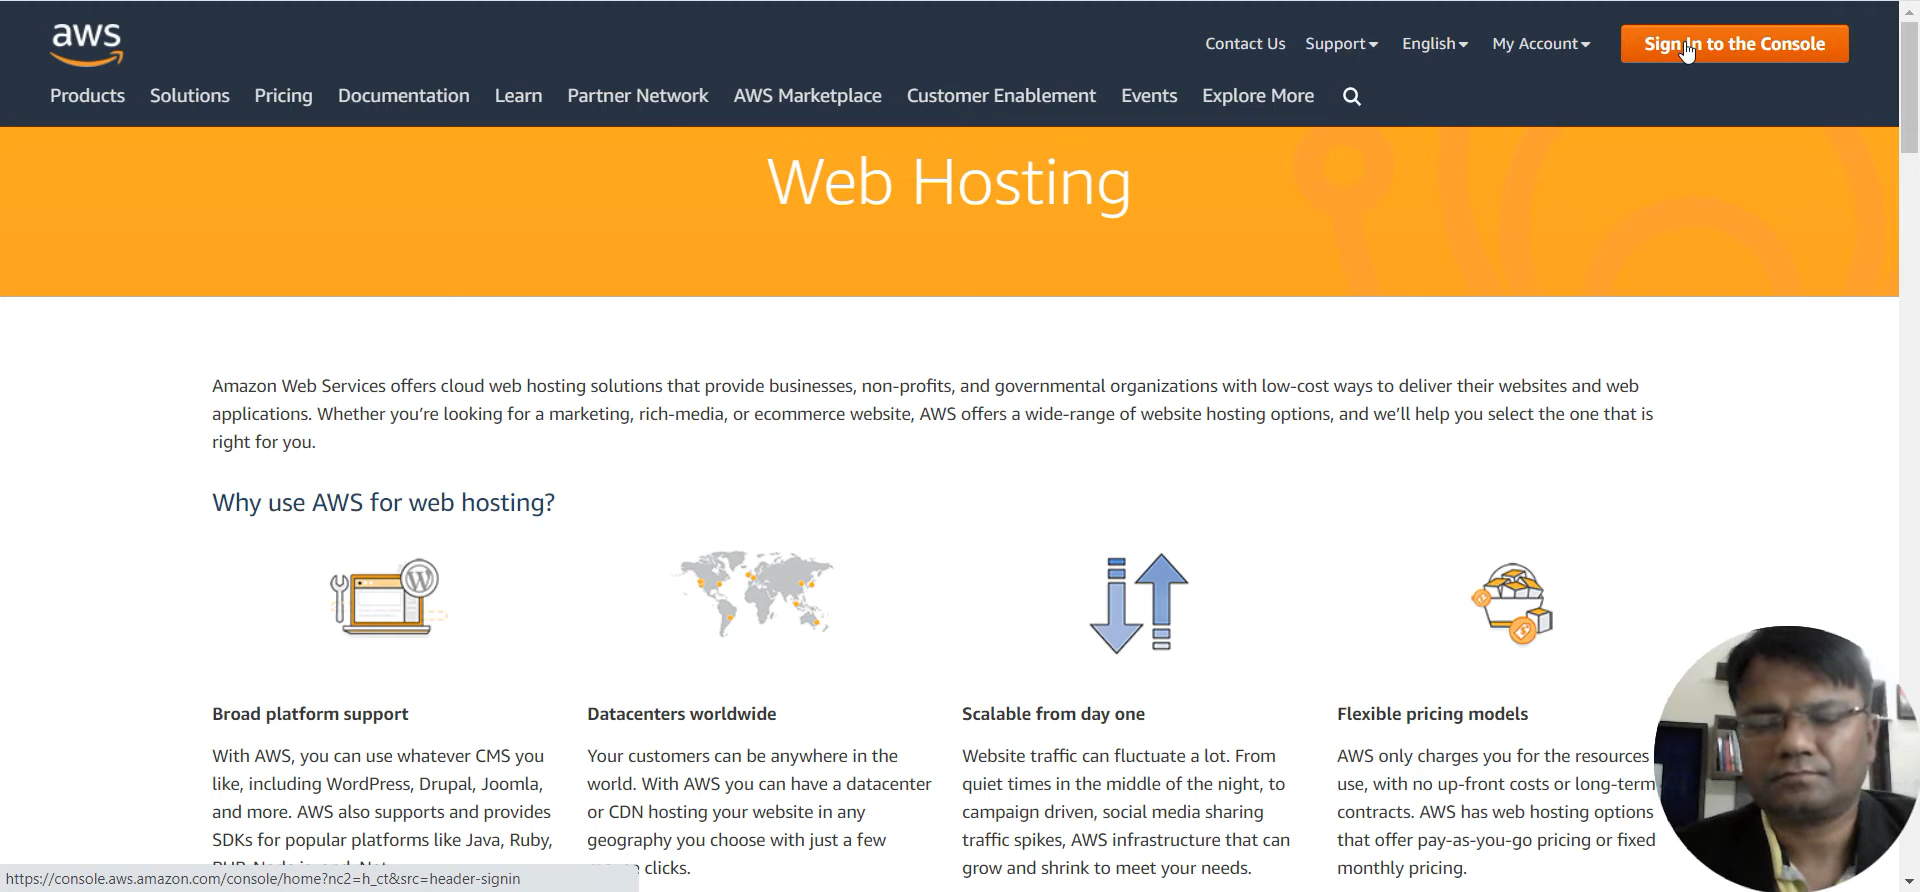 aws
Contact Us Support English My Account Sign In to the Console
Products Solutions Pricing Documentation Learn Partner Network AWS Marketplace Customer Enablement Events Explore More
Web Hosting
Amazon Web Services offers cloud web hosting solutions that provide businesses, non-profits, and governmental organizations with low-cost ways to deliver their websites and web
applications. Whether you’re looking for a marketing, rich-media, or ecommerce website, AWS offers a wide-range of website hosting options, and we’ll help you select the one that is
right for you.
Why use AWS for web hosting?
Broad platform support
With AWS, you can use whatever CMS you
like, including WordPress, Drupal, Joomla,
and more. AWS also supports and provides
SDKs for popular platforms like Java, Ruby,
Datacenters worldwide
Your customers can be anywhere in the
world. With AWS you can have a datacenter
or CDN hosting your website in any
geography you choose with just a few
clicks.
Scalable from day one
Website traffic can fluctuate a lot. From
quiet times in the middle of the night, to
campaign driven, social media sharing
traffic spikes, AWS infrastructure that can
grow and shrink to meet your needs.
Flexible pricing models
AWS only charges you for the resources
use, with no up-front costs or long-term
contracts. AWS has web hosting options
that offer pay-as-you-go pricing or fixed
monthly pricing.
https://console.aws.amazon.com/console/home?nc2=h_ct&src=header-signin